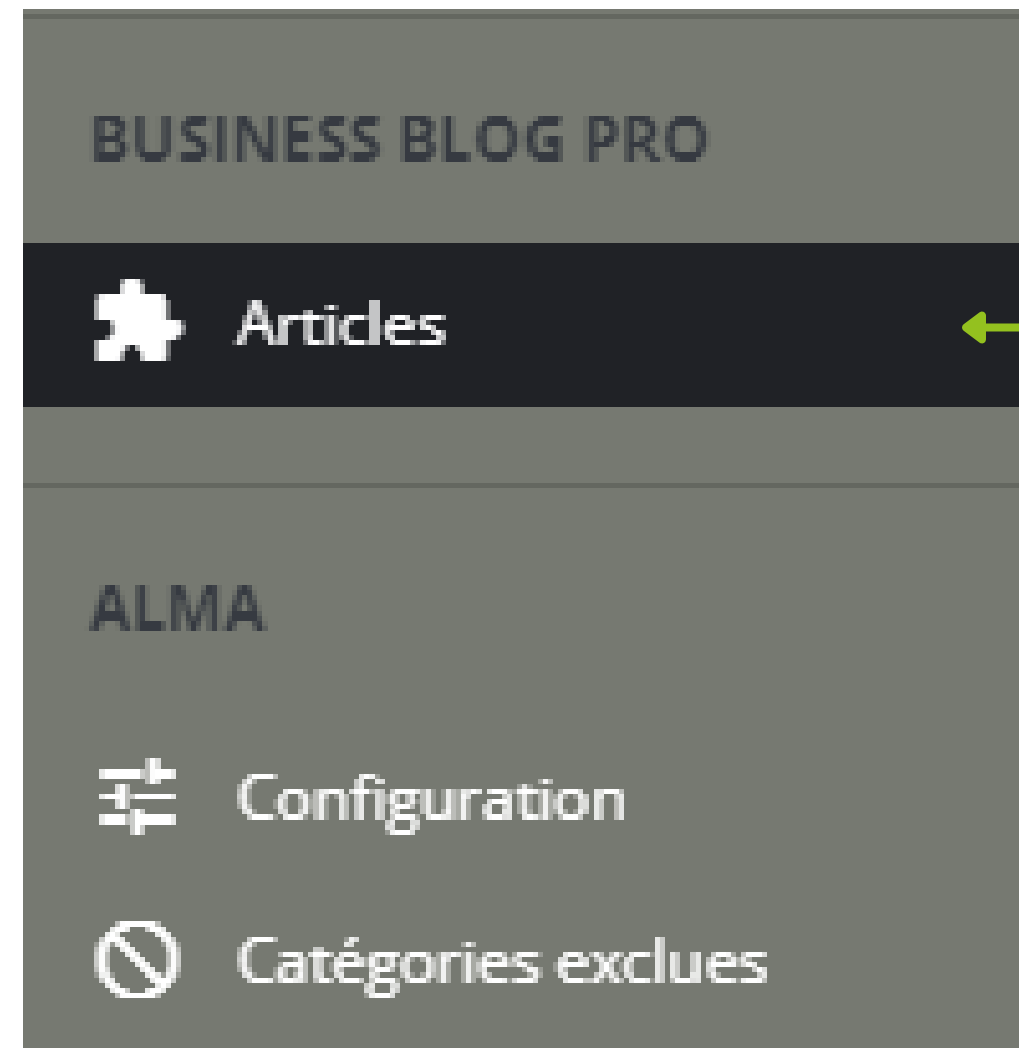 BUSINESS BLOG PRO
Articles
ALMA
Configuration
Catégories exclues